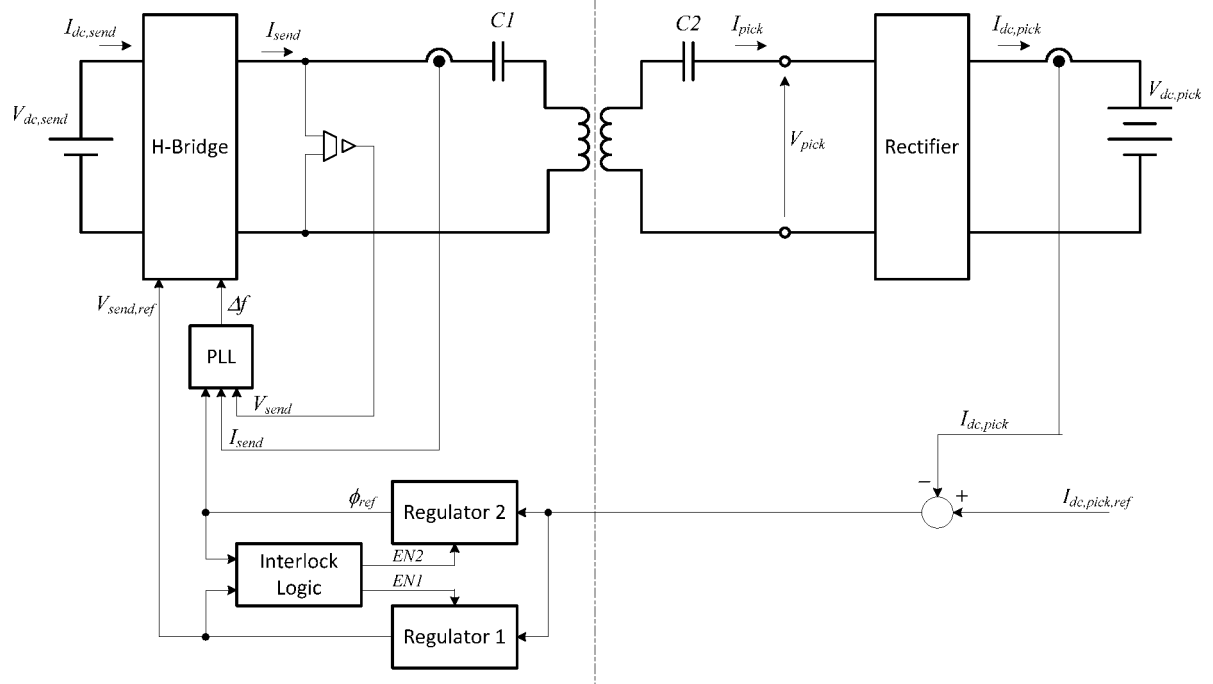 I_dc,send
I_send
C1
C2
I_pick
I_dc,pick
V_dc,send
H-Bridge
V_pick
Rectifier
V_dc,pick
V_send,ref
Δf
PLL
V_send
I_send
I_dc,pick
−
+
ϕ_ref
Regulator 2
I_dc,pick,ref
Interlock
Logic
EN2
EN1
Regulator 1